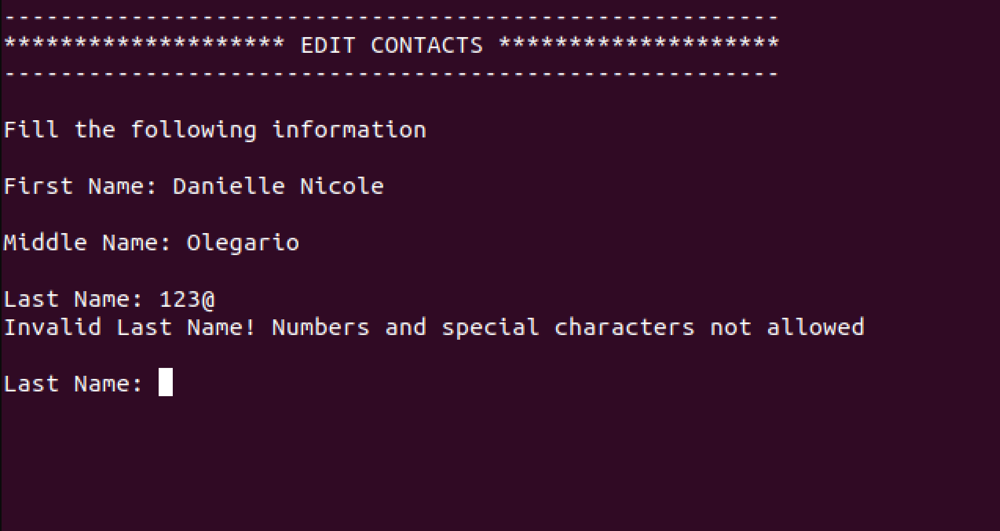 -------------------------------------------------------
******************** EDIT CONTACTS ********************
-------------------------------------------------------
Fill the following information
First Name: Danielle Nicole
Middle Name: Olegario
Last Name: 123@
Invalid Last Name! Numbers and special characters not allowed
Last Name: